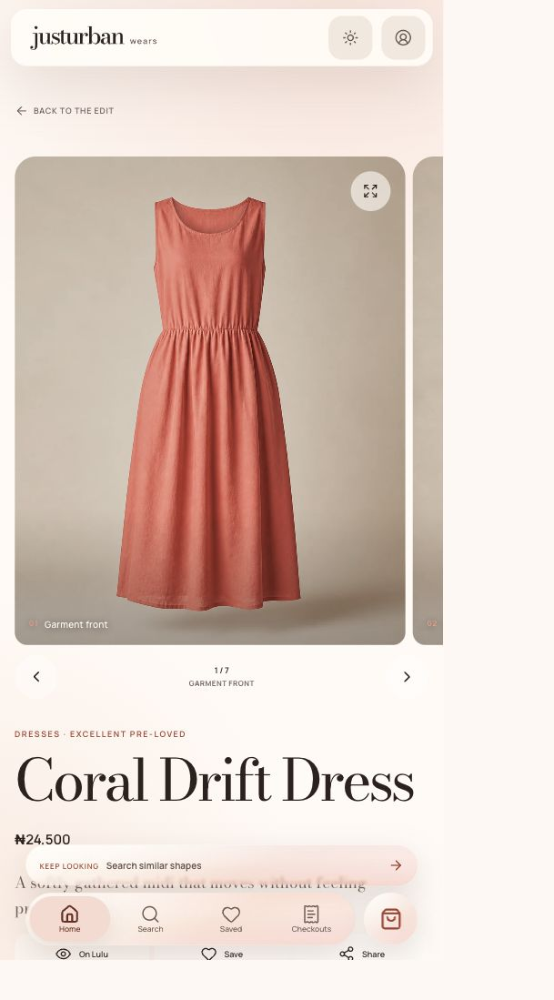 justurban wears
BACK TO THE EDIT
01 Garment front
02
1 / 7
GARMENT FRONT
DRESSES · EXCELLENT PRE-LOVED
Coral Drift Dress
₦24,500
KEEP LOOKING Search similar shapes
A softly gathered midi that moves without feeling
Home Search Saved Checkouts
On Lulu Save Share